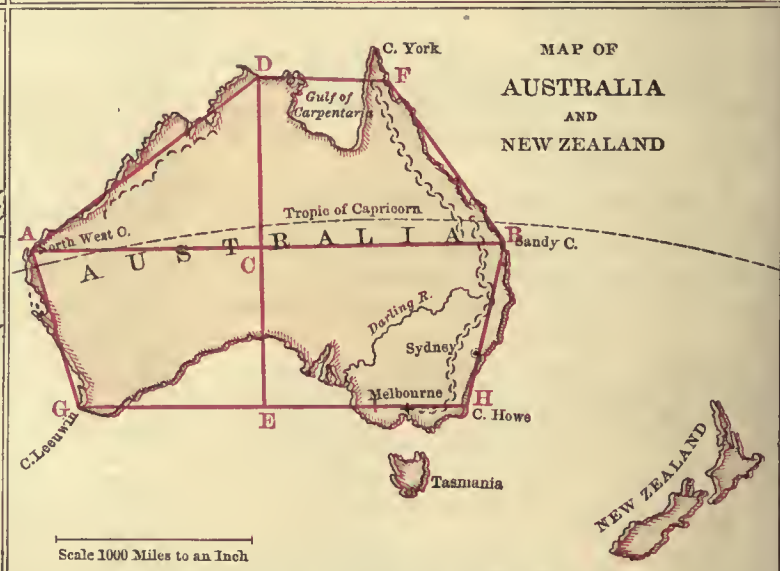 MAP OF
AUSTRALIA
AND
NEW ZEALAND
C. York
D
F
Gulf of
Carpentaria
Tropic of Capricorn
A
North West C.
AUSTRALIA
B
Sandy C.
C
Darling R.
Sydney
Melbourne
G
E
H
C. Howe
C. Leeuwin
Tasmania
NEW ZEALAND
Scale 1000 Miles to an Inch